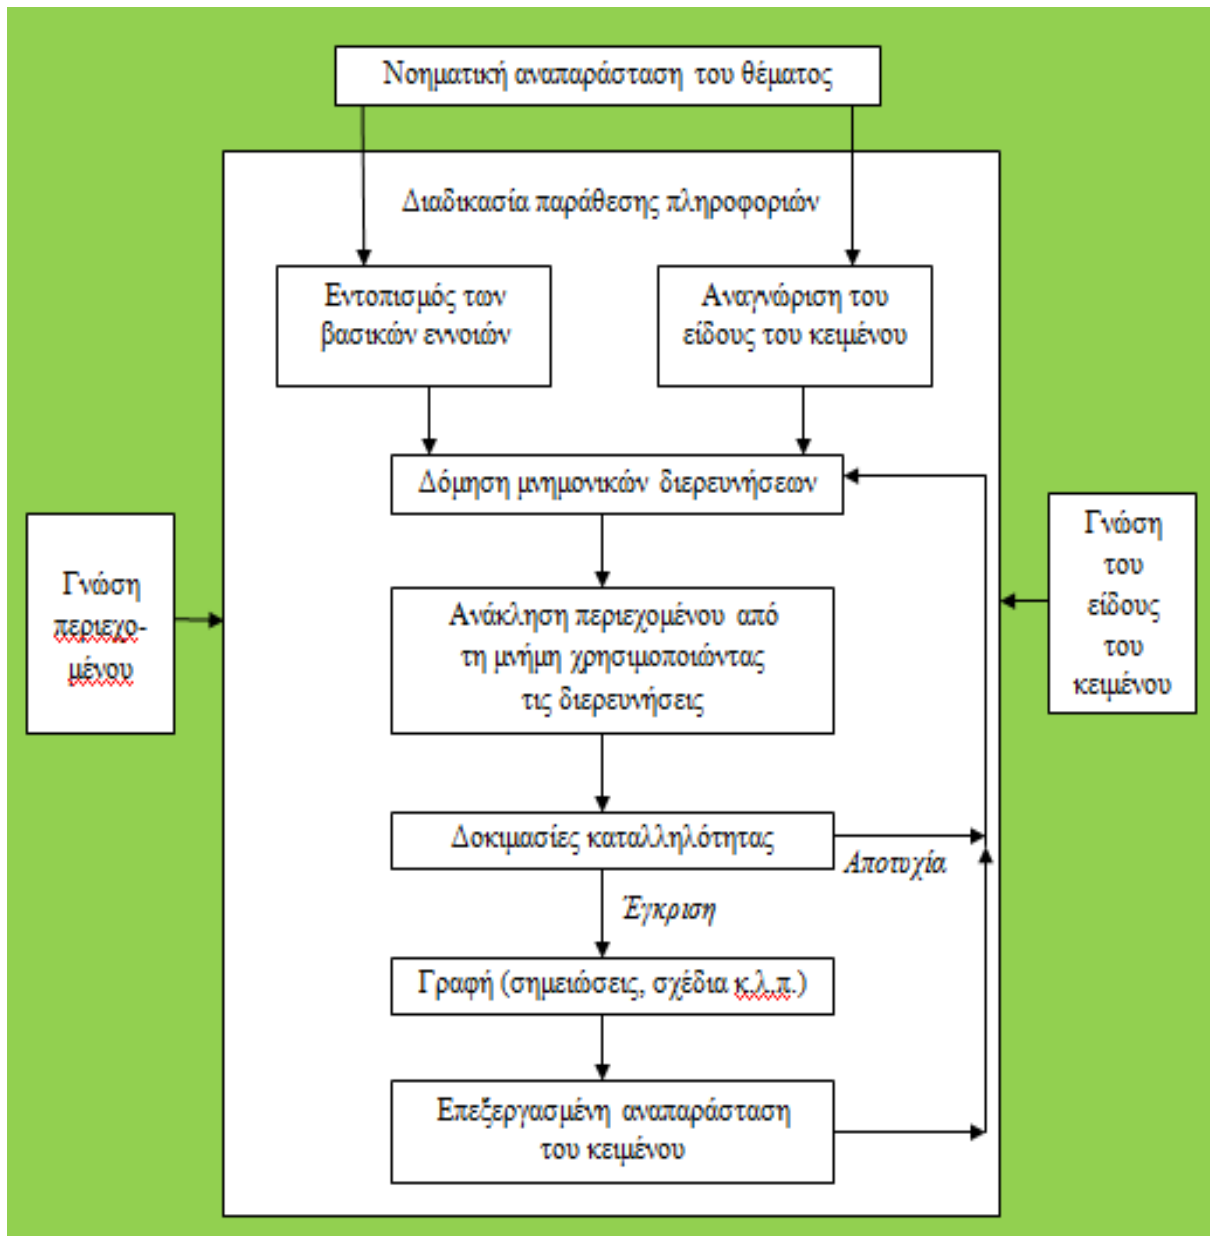 Νοηματική αναπαράσταση του θέματος
Διαδικασία παράθεσης πληροφοριών
Εντοπισμός των
βασικών εννοιών
Αναγνώριση του
είδους του κειμένου
Δόμηση μνημονικών διερευνήσεων
Γνώση
περιεχο-
μένου
Γνώση
του
είδους
του
κειμένου
Ανάκληση περιεχομένου από
τη μνήμη χρησιμοποιώντας
τις διερευνήσεις
Δοκιμασίες καταλληλότητας
Αποτυχία
Έγκριση
Γραφή (σημειώσεις, σχέδια κ.λ.π.)
Επεξεργασμένη αναπαράσταση
του κειμένου